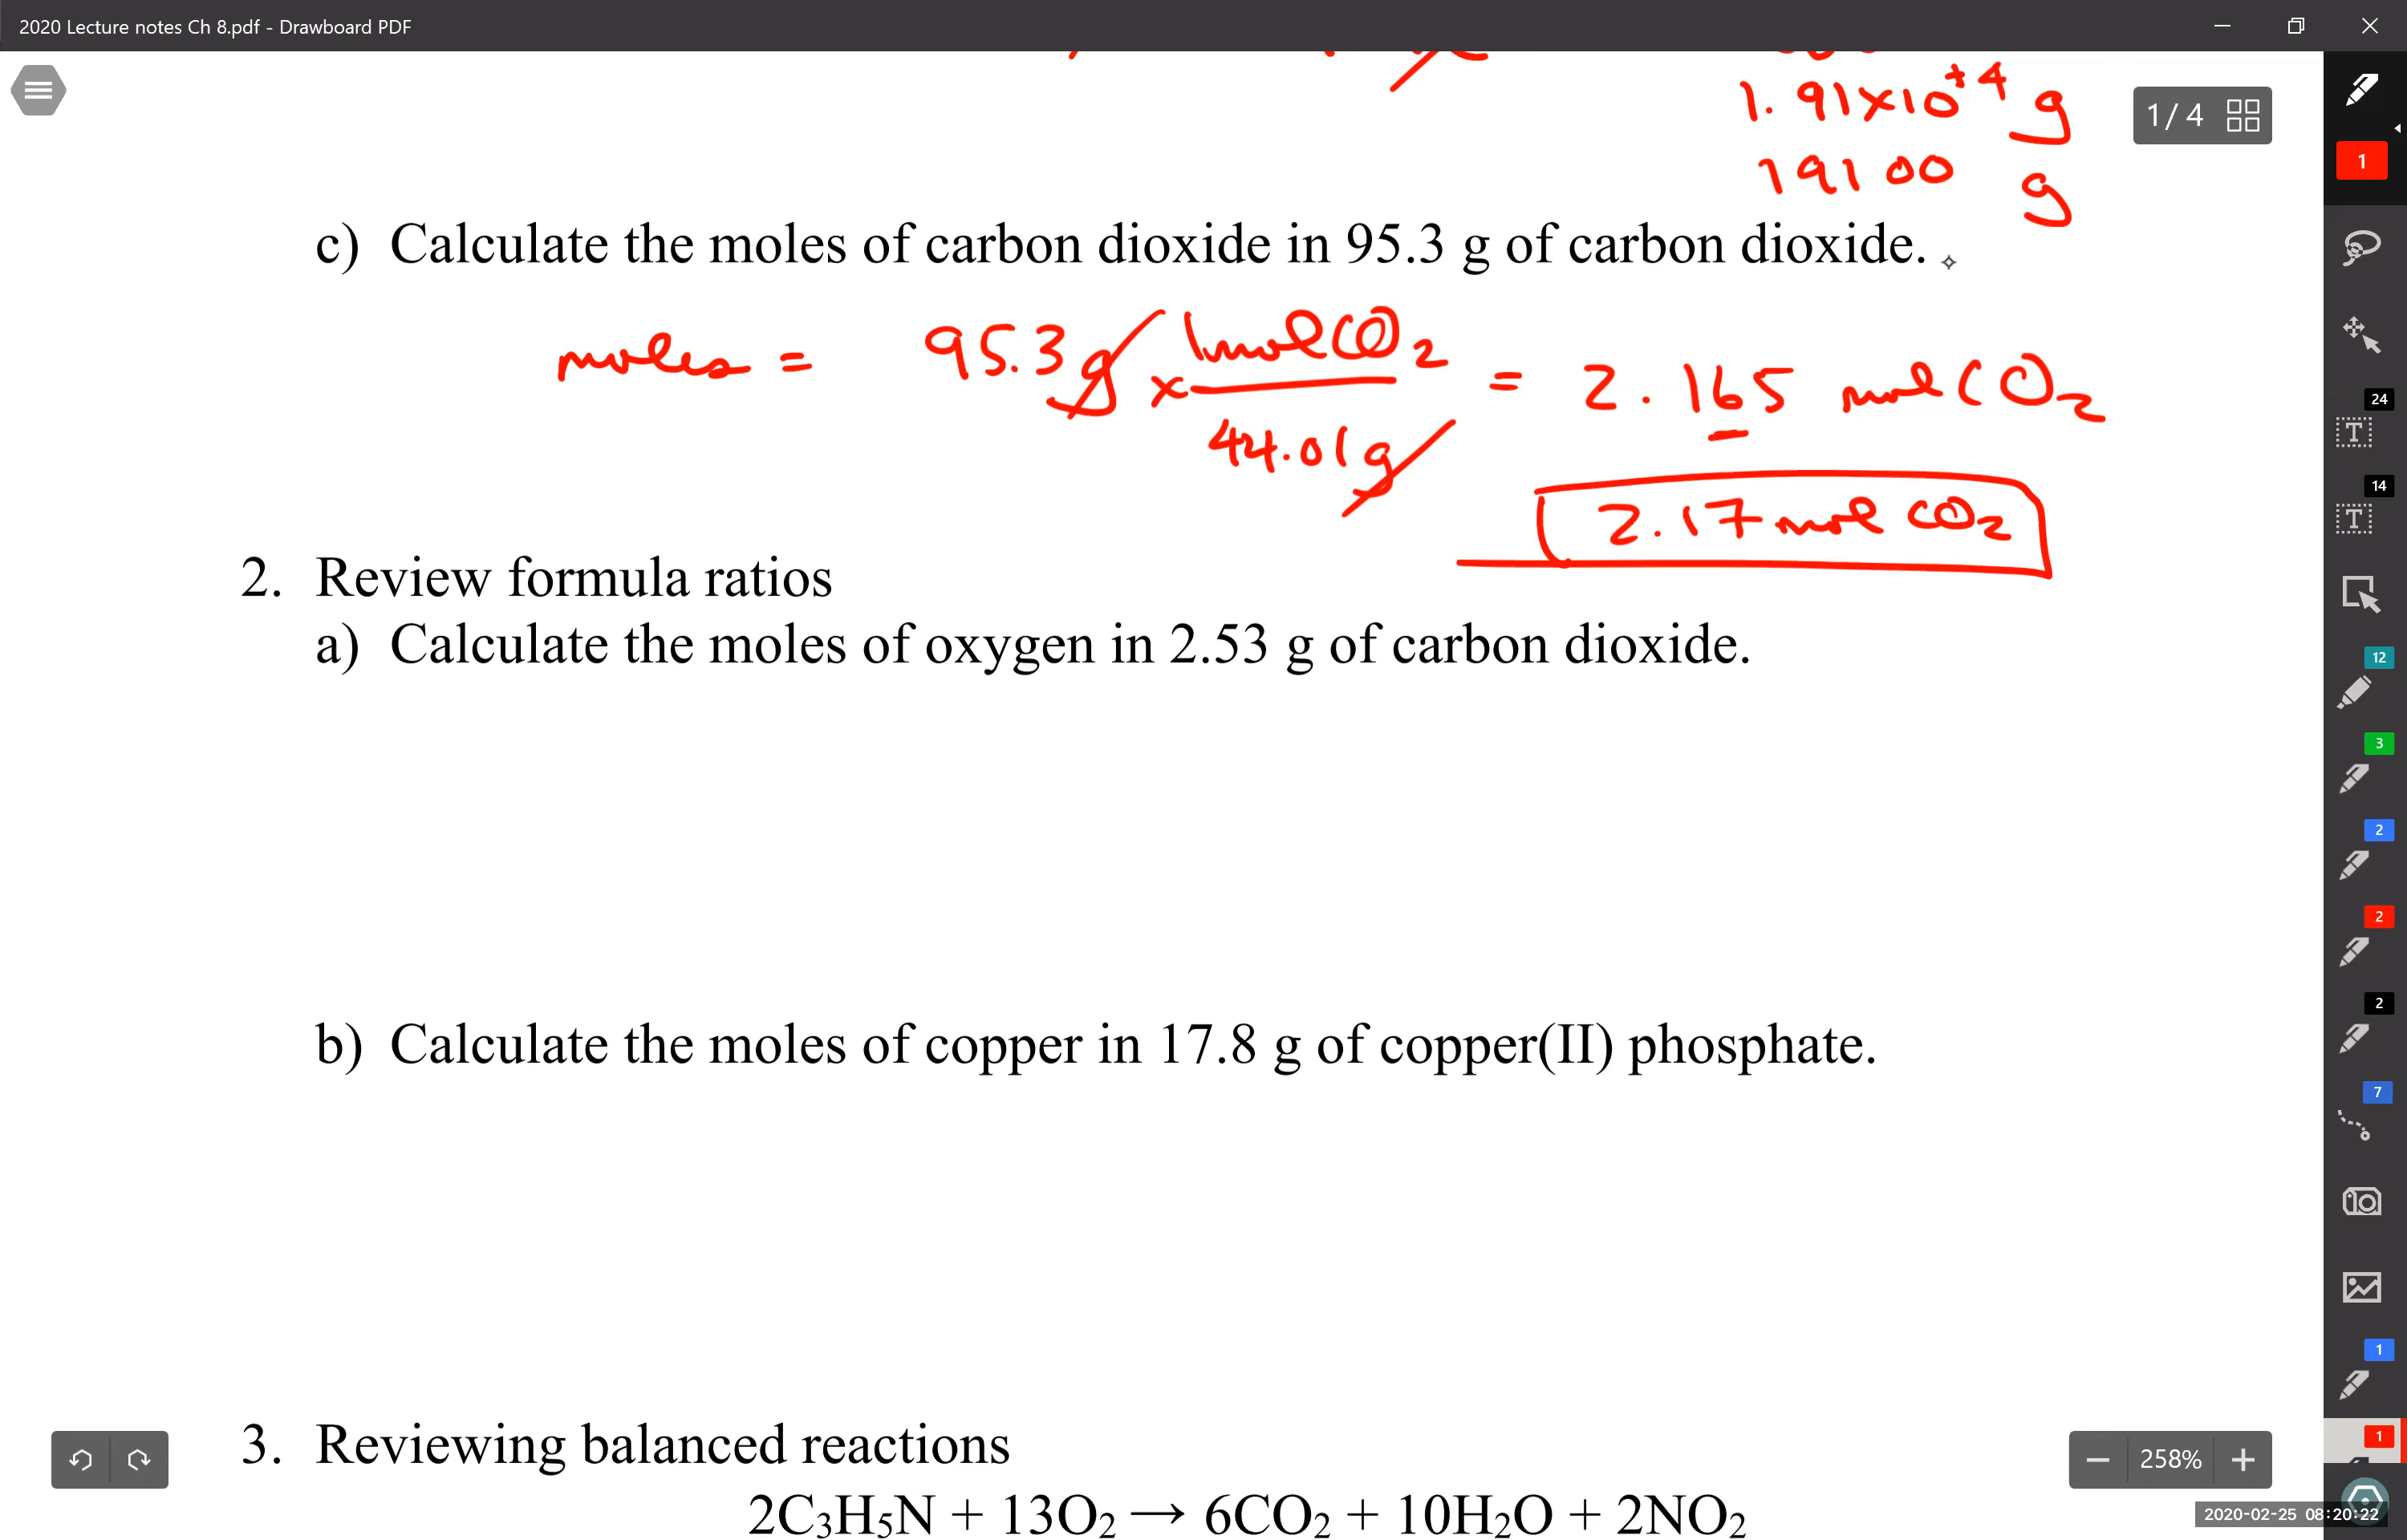 2020 Lecture notes Ch 8.pdf - Drawboard PDF
1.91×10⁺⁴ g
1 / 4
19100 g
1
c) Calculate the moles of carbon dioxide in 95.3 g of carbon dioxide.
moles = 95.3 g × 1 mol CO₂ = 2.165 mol CO₂
44.01 g
2.17 mol CO₂
2. Review formula ratios
a) Calculate the moles of oxygen in 2.53 g of carbon dioxide.
b) Calculate the moles of copper in 17.8 g of copper(II) phosphate.
3. Reviewing balanced reactions
2C₃H₅N + 13O₂ → 6CO₂ + 10H₂O + 2NO₂
24
T
14
T
12
3
2
2
2
7
1
1
258%
2020-02-25 08:20:22